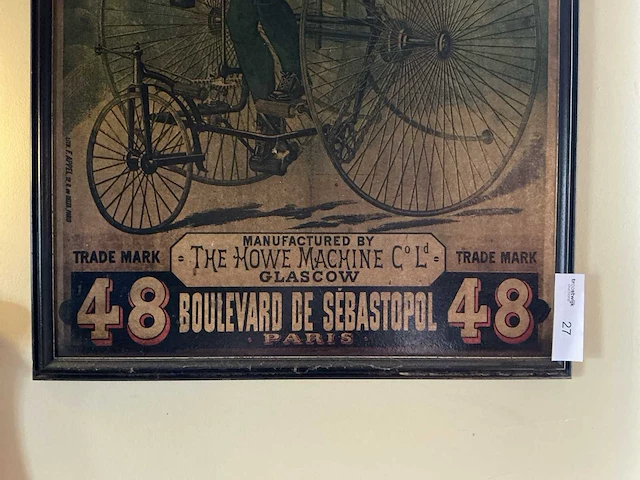 TRADE MARK
MANUFACTURED BY
THE HOWE MACHINE Cº Lᵈ
GLASCOW
TRADE MARK
48 BOULEVARD DE SÉBASTOPOL 48
PARIS
27